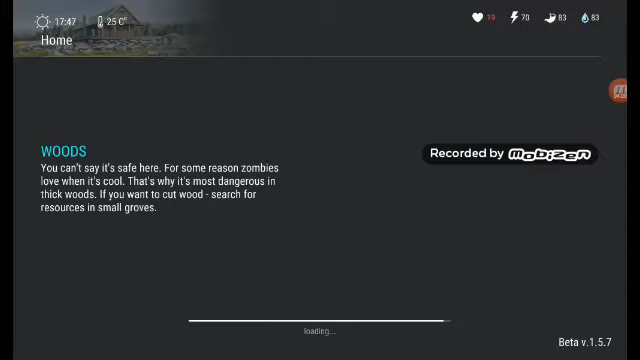 17:47 25 C° 19 70 83 83
Home
04:00
WOODS
You can't say it's safe here. For some reason zombies
love when it's cool. That's why it's most dangerous in
thick woods. If you want to cut wood - search for
resources in small groves.
Recorded by mobizen
loading...
Beta v.1.5.7